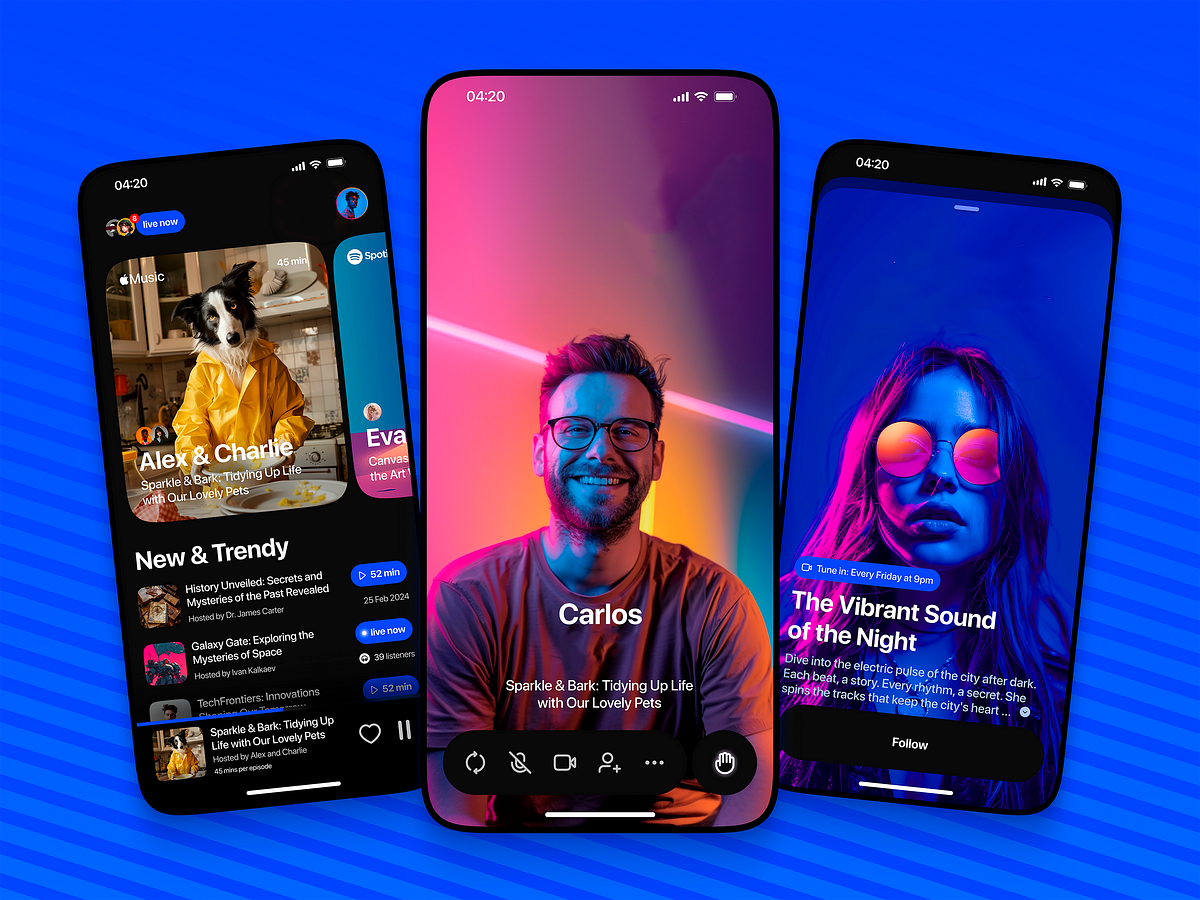 04:20
8
live now
Music
45 min
Spoti
Alex & Charlie
Sparkle & Bark: Tidying Up Life
with Our Lovely Pets
Eva
Canvas
the Art
New & Trendy
History Unveiled: Secrets and
Mysteries of the Past Revealed
Hosted by Dr. James Carter
52 min
25 Feb 2024
Galaxy Gate: Exploring the
Mysteries of Space
Hosted by Ivan Kalkaev
live now
39 listeners
TechFrontiers: Innovations
Shaping Our Tomorrow
52 min
Sparkle & Bark: Tidying Up
Life with Our Lovely Pets
Hosted by Alex and Charlie
45 mins per episode
04:20
Carlos
Sparkle & Bark: Tidying Up Life
with Our Lovely Pets
04:20
Tune in: Every Friday at 9pm
The Vibrant Sound
of the Night
Dive into the electric pulse of the city after dark.
Each beat, a story. Every rhythm, a secret. She
spins the tracks that keep the city's heart ...
Follow